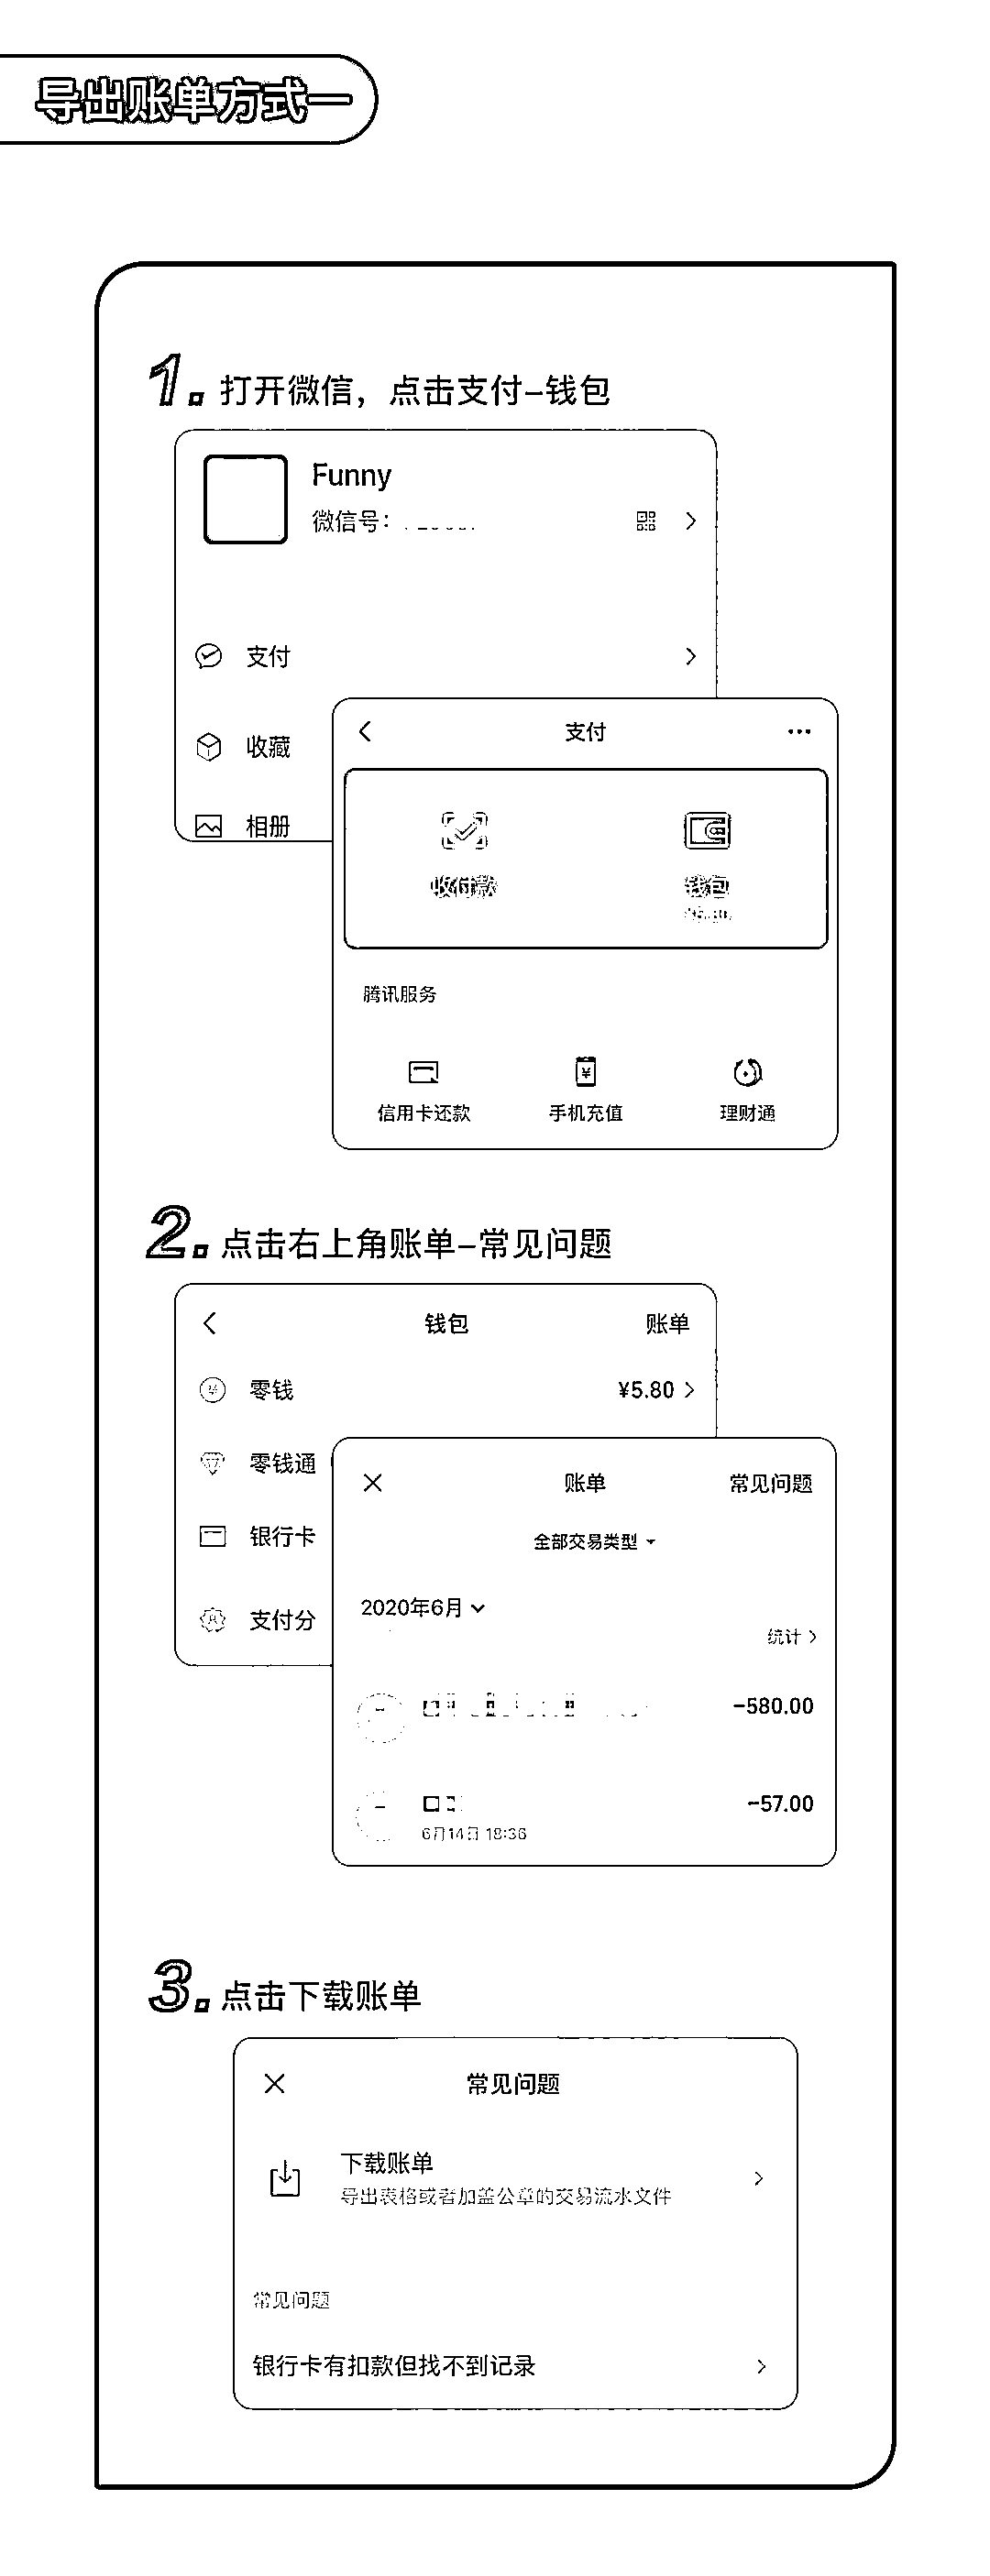 导出账单方式一
1.打开微信，点击支付-钱包
Funny
微信号：
支付
收藏
相册
支付
收付款
钱包
腾讯服务
信用卡还款
手机充值
理财通
2.点击右上角账单-常见问题
钱包
账单
零钱
¥5.80
零钱通
银行卡
支付分
账单
常见问题
全部交易类型
2020年6月
统计
-580.00
-57.00
6月14日 18:36
3.点击下载账单
常见问题
下载账单
导出表格或者加盖公章的交易流水文件
常见问题
银行卡有扣款但找不到记录